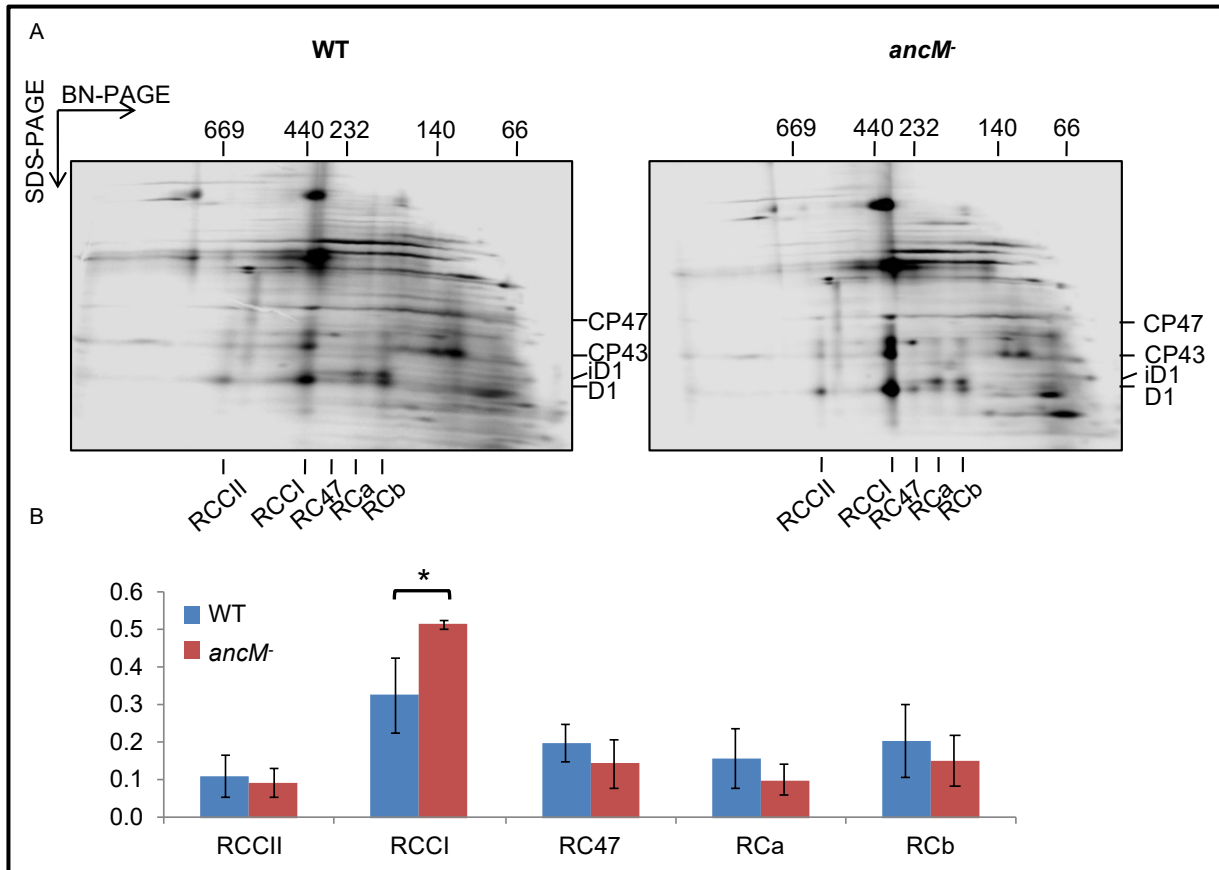 A
WT
ancM-
SDS-PAGE
BN-PAGE
669 440 232 140 66
669 440 232 140 66
CP47
CP43
iD1
D1
CP47
CP43
iD1
D1
RCCII RCCI RC47 RCa RCb
RCCII RCCI RC47 RCa RCb
B
0.6
0.5
0.4
0.3
0.2
0.1
0.0
WT
ancM-
*
RCCII RCCI RC47 RCa RCb